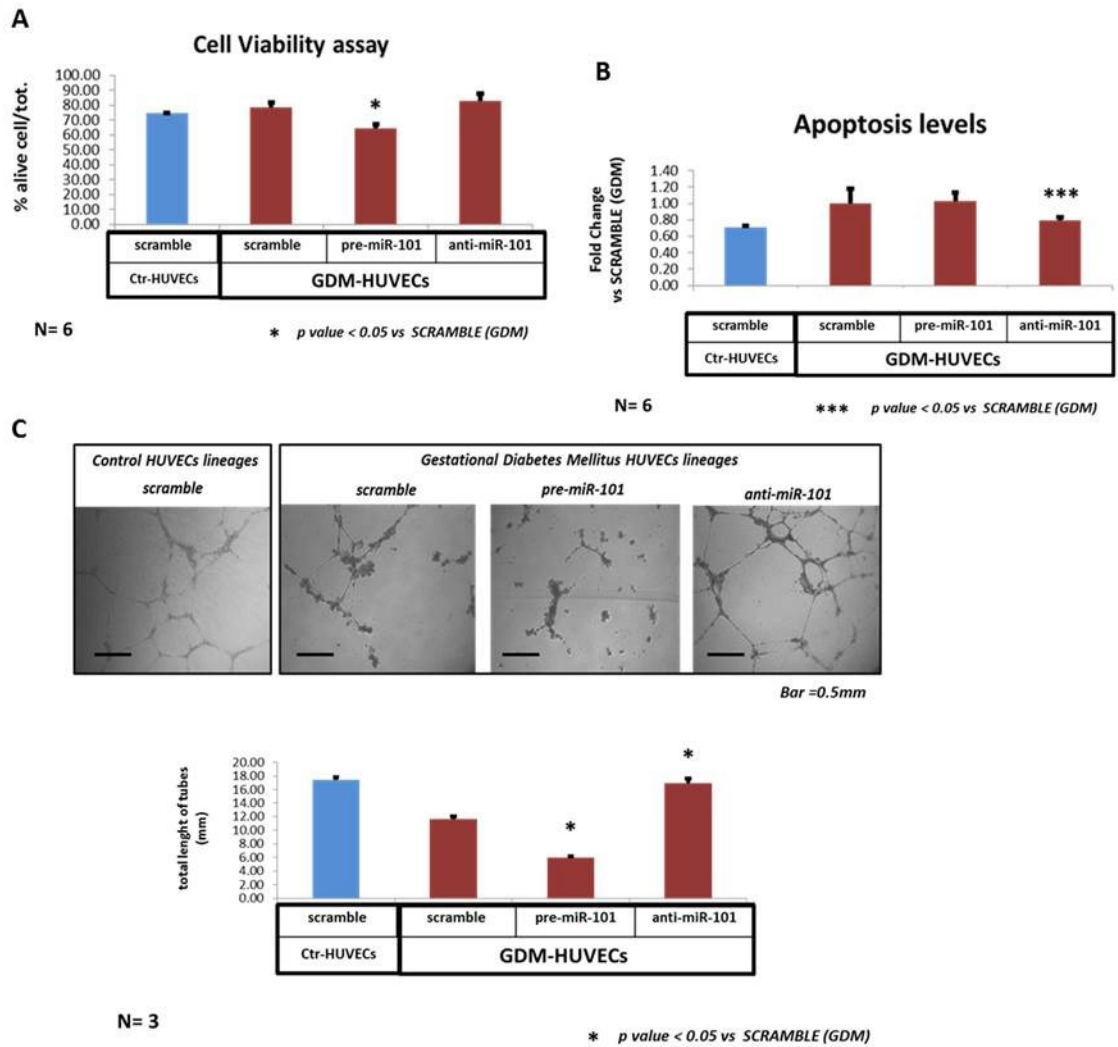 A
Cell Viability assay
% alive cell/tot.
100.00
90.00
80.00
70.00
60.00
50.00
40.00
30.00
20.00
10.00
0.00
*
scramble scramble pre-miR-101 anti-miR-101
Ctr-HUVECs GDM-HUVECs
N= 6
* p value < 0.05 vs SCRAMBLE (GDM)
B
Apoptosis levels
Fold Change
vs SCRAMBLE (GDM)
1.40
1.20
1.00
0.80
0.60
0.40
0.20
0.00
***
scramble scramble pre-miR-101 anti-miR-101
Ctr-HUVECs GDM-HUVECs
N= 6
*** p value < 0.05 vs SCRAMBLE (GDM)
C
Control HUVECs lineages
scramble
Gestational Diabetes Mellitus HUVECs lineages
scramble pre-miR-101 anti-miR-101
Bar =0.5mm
total lenght of tubes
(mm)
20.00
18.00
16.00
14.00
12.00
10.00
8.00
6.00
4.00
2.00
0.00
*
*
scramble scramble pre-miR-101 anti-miR-101
Ctr-HUVECs GDM-HUVECs
N= 3
* p value < 0.05 vs SCRAMBLE (GDM)